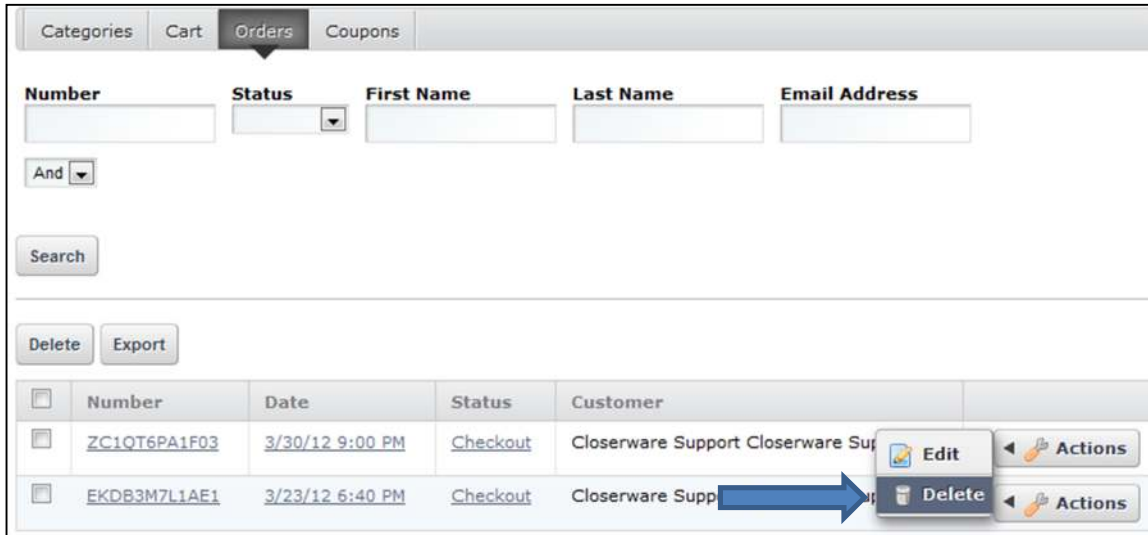 Categories Cart Orders Coupons
Number Status First Name Last Name Email Address
And
Search
Delete Export
Number Date Status Customer
ZC1QT6PA1F03 3/30/12 9:00 PM Checkout Closerware Support Closerware Edit Actions
EKDB3M7L1AE1 3/23/12 6:40 PM Checkout Closerware Delete Actions